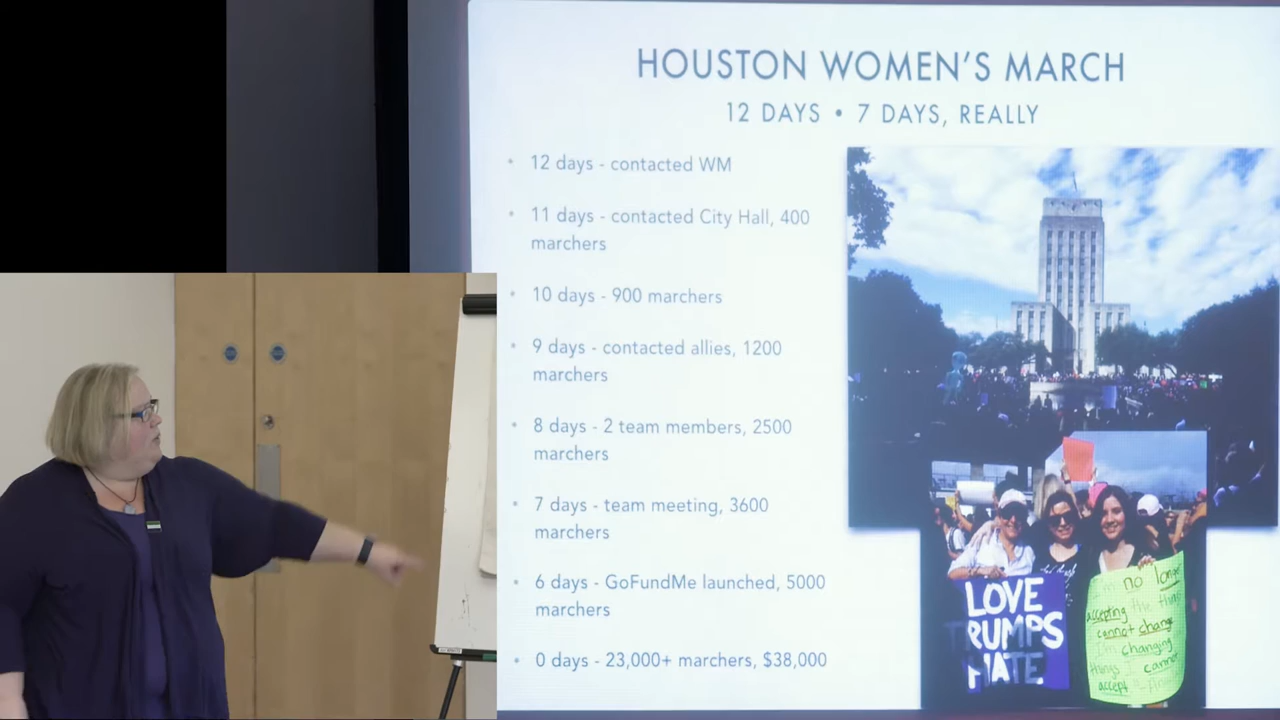 HOUSTON WOMEN'S MARCH
12 DAYS • 7 DAYS, REALLY
• 12 days - contacted WM
• 11 days - contacted City Hall, 400
marchers
• 10 days - 900 marchers
• 9 days - contacted allies, 1200
marchers
• 8 days - 2 team members, 2500
marchers
• 7 days - team meeting, 3600
marchers
• 6 days - GoFundMe launched, 5000
marchers
• 0 days - 23,000+ marchers, $38,000
LOVE
TRUMPS
HATE
no longer
accepting the things
cannot change
I'm changing
things I cannot
accept